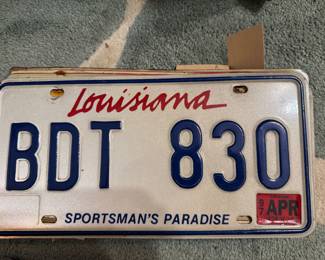 Louisiana
BDT 830
APR
SPORTSMAN'S PARADISE